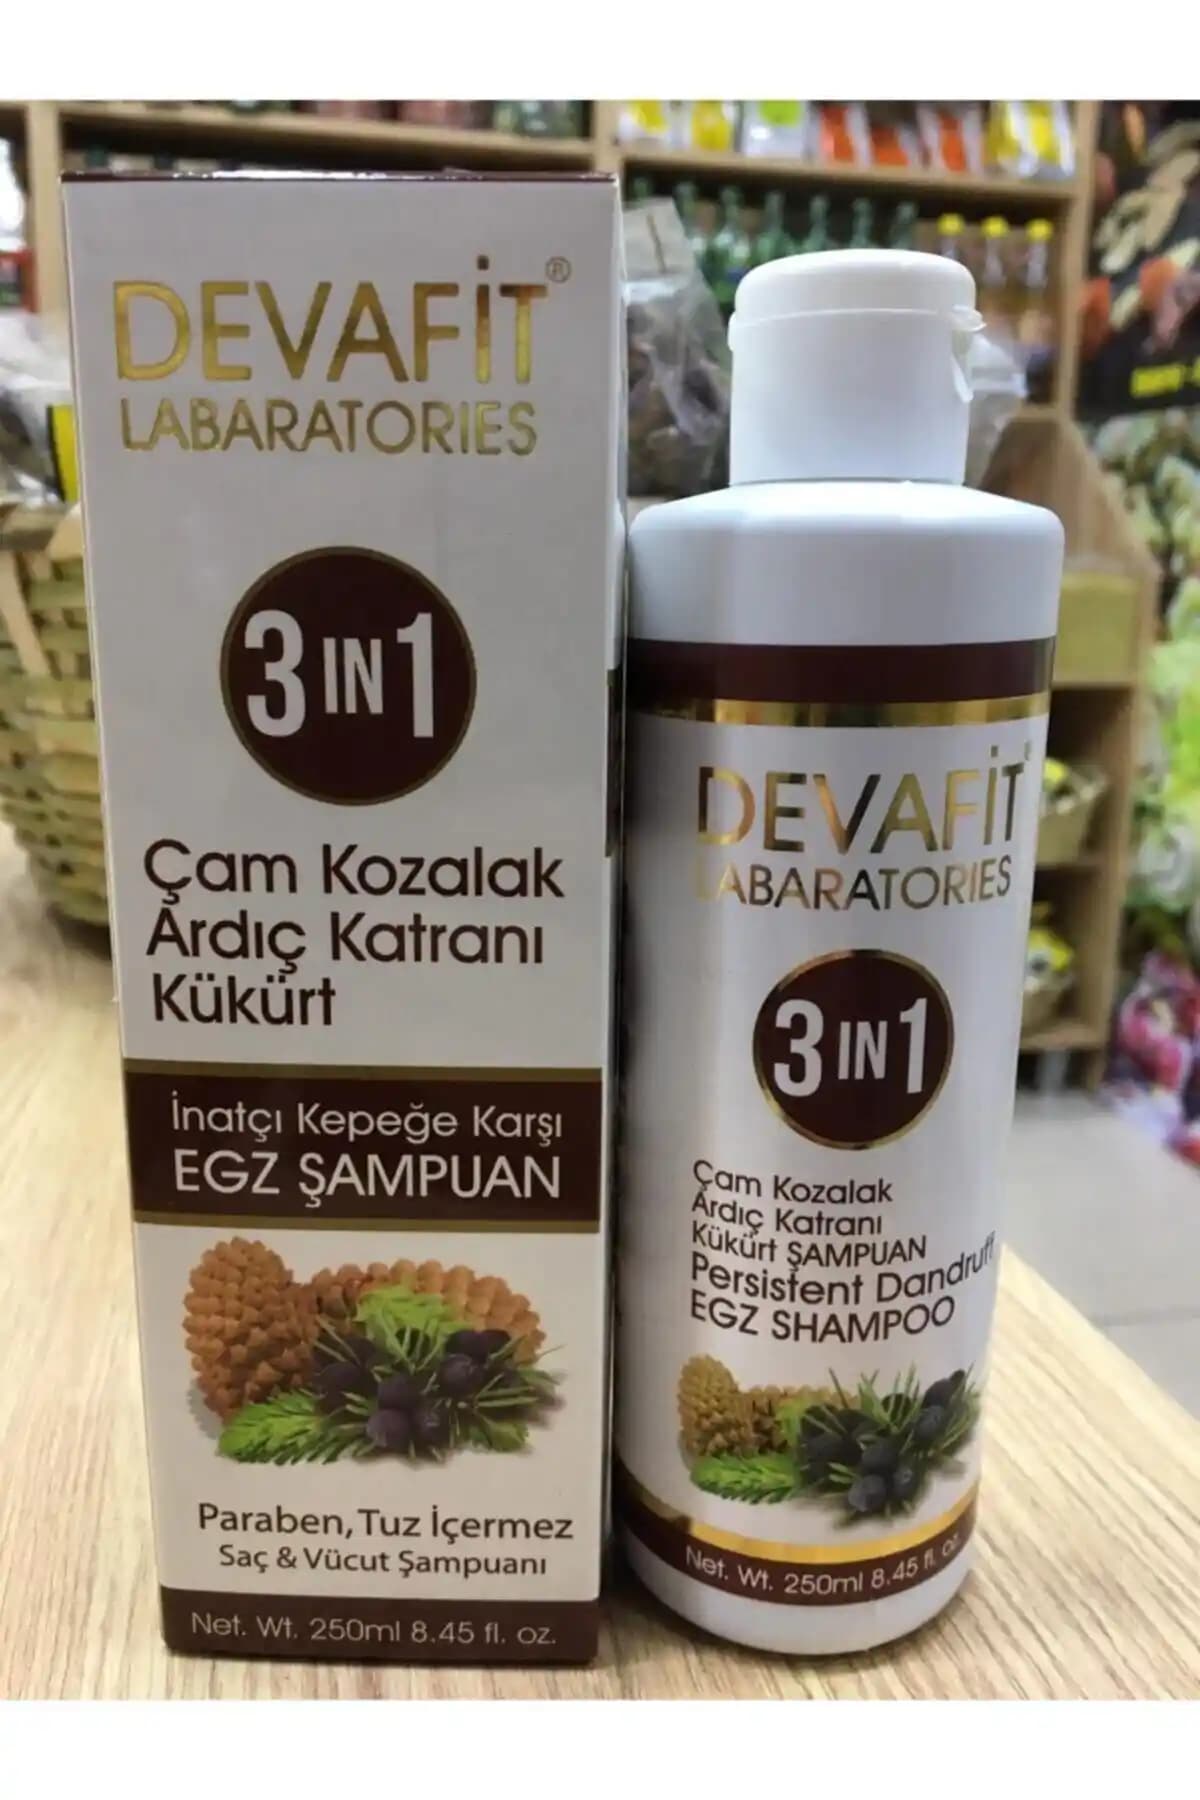 DEVAFİT®
LABARATORIES
3 IN 1
Çam Kozalak
Ardıç Katranı
Kükürt
İnatçı Kepeğe Karşı
EGZ ŞAMPUAN
Paraben, Tuz İçermez
Saç & Vücut Şampuanı
Net. Wt. 250ml 8.45 fl. oz.
DEVAFİT
LABARATORIES
3 IN 1
Çam Kozalak
Ardıç Katranı
Kükürt ŞAMPUAN
Persistent Dandruff
EGZ SHAMPOO
Net. Wt. 250ml 8.45 fl. oz.